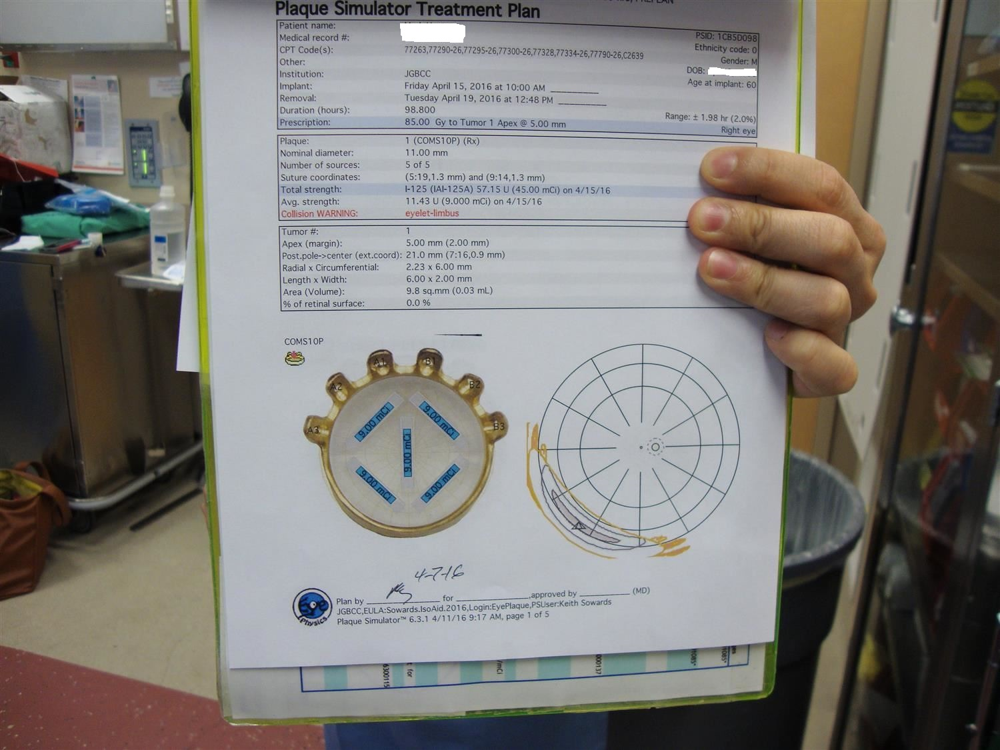 Plaque Simulator Treatment Plan
Patient name:
Medical record #:
PSID: 1CB5D098
CPT Code(s): 77263,77290-26,77295-26,77300-26,77328,77334-26,77790-26,C2639
Ethnicity code: 0
Other:
Gender: M
Institution: JGBCC
DOB:
Implant: Friday April 15, 2016 at 10:00 AM
Age at implant: 60
Removal: Tuesday April 19, 2016 at 12:48 PM
Duration (hours): 98.800
Range: ± 1.98 hr (2.0%)
Prescription: 85.00 Gy to Tumor 1 Apex @ 5.00 mm
Right eye
Plaque: 1 (COMS10P) (Rx)
Nominal diameter: 11.00 mm
Number of sources: 5 of 5
Suture coordinates: (5:19,1.3 mm) and (9:14,1.3 mm)
Total strength: I-125 (IAI-125A) 57.15 U (45.00 mCi) on 4/15/16
Avg. strength: 11.43 U (9.000 mCi) on 4/15/16
Collision WARNING: eyelet-limbus
Tumor #: 1
Apex (margin): 5.00 mm (2.00 mm)
Post.pole->center (ext.coord): 21.0 mm (7:16,0.9 mm)
Radial x Circumferential: 2.23 x 6.00 mm
Length x Width: 6.00 x 2.00 mm
Area (Volume): 9.8 sq.mm (0.03 mL)
% of retinal surface: 0.0 %
COMS10P
A1
B1
A2
B2
A3
B3
9.00 mCi
9.00 mCi
9.00 mCi
9.00 mCi
9.00 mCi
4-7-16
Eye Physics
Plan by for ,approved by (MD)
JGBCC,EULA:Sowards.IsoAid.2016,Login:EyePlaque,PSUser:Keith Sowards
Plaque Simulator™ 6.3.1 4/11/16 9:17 AM, page 1 of 5
6300115
t for
/mCi
000137
1085*
1085*